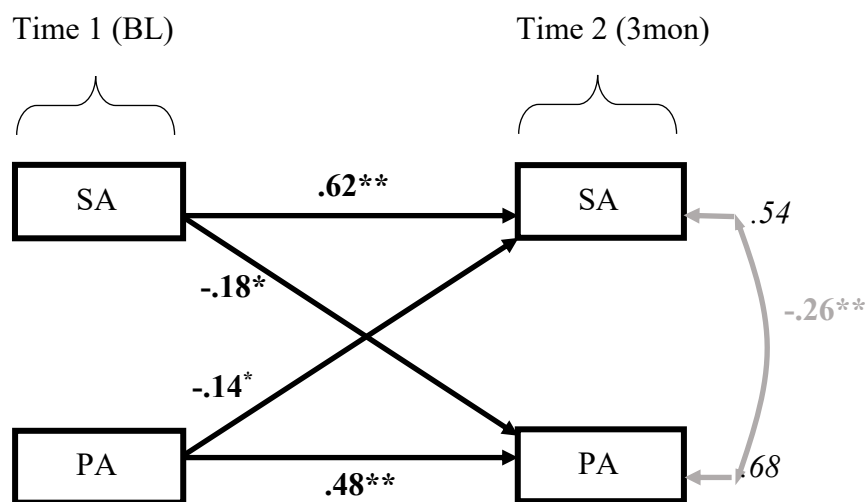 Time 1 (BL) Time 2 (3mon)
SA SA
.62**
.54
-.18*
-.26**
-.14*
PA PA
.48**
.68